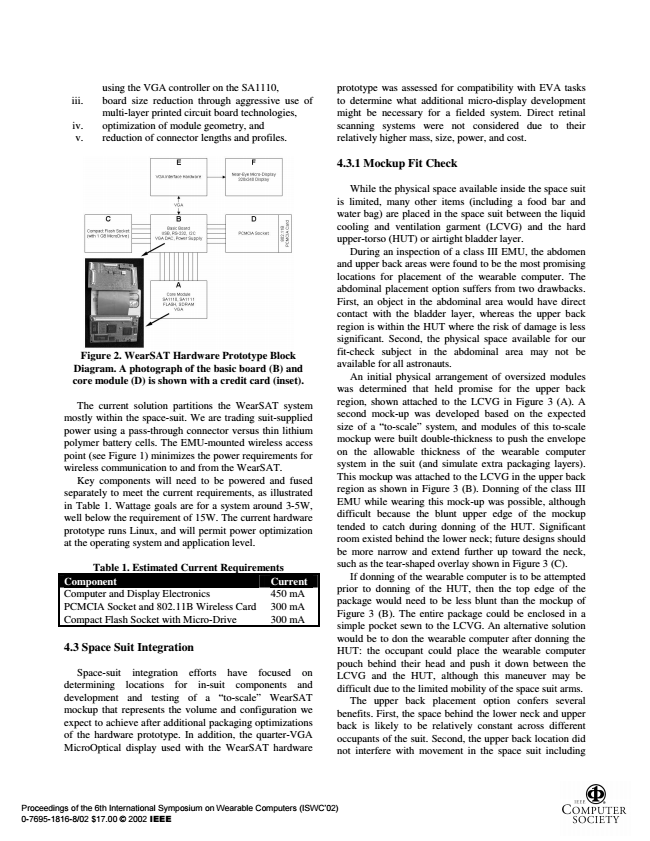 using the VGA controller on the SA1110,
iii. board size reduction through aggressive use of
multi-layer printed circuit board technologies,
iv. optimization of module geometry, and
v. reduction of connector lengths and profiles.
E
VGA Interface Hardware
F
Near-Eye Micro Display
320x240 Display
VGA
C
Compact Flash Socket
(with 1 GB MicroDrive)
B
Basic Board
USB, RS-232, I2C
VGA DAC, Power Supply
D
PCMCIA Socket
802.11B
PCMCIA Card
A
Core Module
SA1110, SA1111
FLASH, SDRAM
VGA
Figure 2. WearSAT Hardware Prototype Block
Diagram. A photograph of the basic board (B) and
core module (D) is shown with a credit card (inset).
The current solution partitions the WearSAT system
mostly within the space-suit. We are trading suit-supplied
power using a pass-through connector versus thin lithium
polymer battery cells. The EMU-mounted wireless access
point (see Figure 1) minimizes the power requirements for
wireless communication to and from the WearSAT.
Key components will need to be powered and fused
separately to meet the current requirements, as illustrated
in Table 1. Wattage goals are for a system around 3-5W,
well below the requirement of 15W. The current hardware
prototype runs Linux, and will permit power optimization
at the operating system and application level.
Table 1. Estimated Current Requirements
Component Current
Computer and Display Electronics 450 mA
PCMCIA Socket and 802.11B Wireless Card 300 mA
Compact Flash Socket with Micro-Drive 300 mA
4.3 Space Suit Integration
Space-suit integration efforts have focused on
determining locations for in-suit components and
development and testing of a “to-scale” WearSAT
mockup that represents the volume and configuration we
expect to achieve after additional packaging optimizations
of the hardware prototype. In addition, the quarter-VGA
MicroOptical display used with the WearSAT hardware
prototype was assessed for compatibility with EVA tasks
to determine what additional micro-display development
might be necessary for a fielded system. Direct retinal
scanning systems were not considered due to their
relatively higher mass, size, power, and cost.
4.3.1 Mockup Fit Check
While the physical space available inside the space suit
is limited, many other items (including a food bar and
water bag) are placed in the space suit between the liquid
cooling and ventilation garment (LCVG) and the hard
upper-torso (HUT) or airtight bladder layer.
During an inspection of a class III EMU, the abdomen
and upper back areas were found to be the most promising
locations for placement of the wearable computer. The
abdominal placement option suffers from two drawbacks.
First, an object in the abdominal area would have direct
contact with the bladder layer, whereas the upper back
region is within the HUT where the risk of damage is less
significant. Second, the physical space available for our
fit-check subject in the abdominal area may not be
available for all astronauts.
An initial physical arrangement of oversized modules
was determined that held promise for the upper back
region, shown attached to the LCVG in Figure 3 (A). A
second mock-up was developed based on the expected
size of a “to-scale” system, and modules of this to-scale
mockup were built double-thickness to push the envelope
on the allowable thickness of the wearable computer
system in the suit (and simulate extra packaging layers).
This mockup was attached to the LCVG in the upper back
region as shown in Figure 3 (B). Donning of the class III
EMU while wearing this mock-up was possible, although
difficult because the blunt upper edge of the mockup
tended to catch during donning of the HUT. Significant
room existed behind the lower neck; future designs should
be more narrow and extend further up toward the neck,
such as the tear-shaped overlay shown in Figure 3 (C).
If donning of the wearable computer is to be attempted
prior to donning of the HUT, then the top edge of the
package would need to be less blunt than the mockup of
Figure 3 (B). The entire package could be enclosed in a
simple pocket sewn to the LCVG. An alternative solution
would be to don the wearable computer after donning the
HUT: the occupant could place the wearable computer
pouch behind their head and push it down between the
LCVG and the HUT, although this maneuver may be
difficult due to the limited mobility of the space suit arms.
The upper back placement option confers several
benefits. First, the space behind the lower neck and upper
back is likely to be relatively constant across different
occupants of the suit. Second, the upper back location did
not interfere with movement in the space suit including
Proceedings of the 6th International Symposium on Wearable Computers (ISWC’02)
0-7695-1816-8/02 $17.00 © 2002 IEEE
IEEE
COMPUTER
SOCIETY